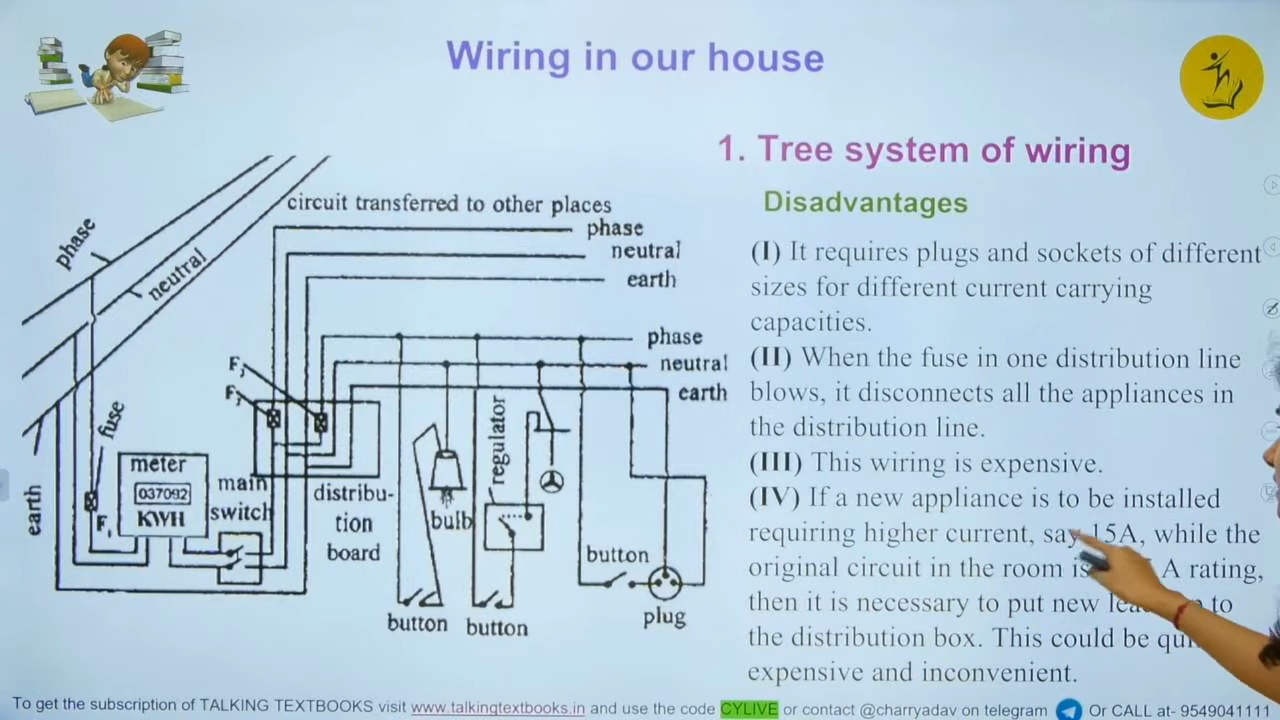 Wiring in our house
1. Tree system of wiring
Disadvantages
(I) It requires plugs and sockets of different
sizes for different current carrying
capacities.
(II) When the fuse in one distribution line
blows, it disconnects all the appliances in
the distribution line.
(III) This wiring is expensive.
(IV) If a new appliance is to be installed
requiring higher current, say 15A, while the
original circuit in the room is A rating,
then it is necessary to put new to
the distribution box. This could be
expensive and inconvenient.
circuit transferred to other places
phase
neutral
earth
phase
neutral
earth
phase
neutral
earth
fuse
F₁
meter
037092
KWH
main
switch
distribu-
tion
board
bulb
regulator
button
button
button
plug
To get the subscription of TALKING TEXTBOOKS visit www.talkingtextbooks.in and use the code CYLIVE or contact @charryadav on telegram Or CALL at- 9549041111